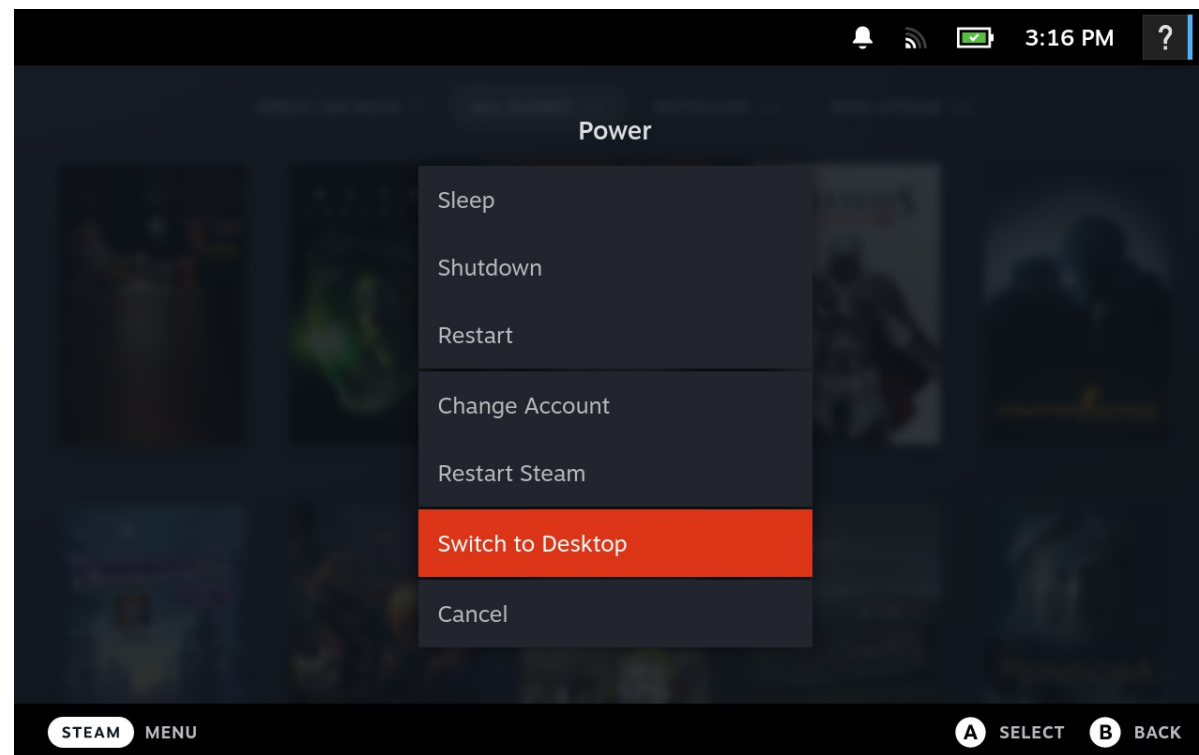 3:16 PM ?
Power
Sleep
Shutdown
Restart
Change Account
Restart Steam
Switch to Desktop
Cancel
STEAM MENU
A SELECT B BACK